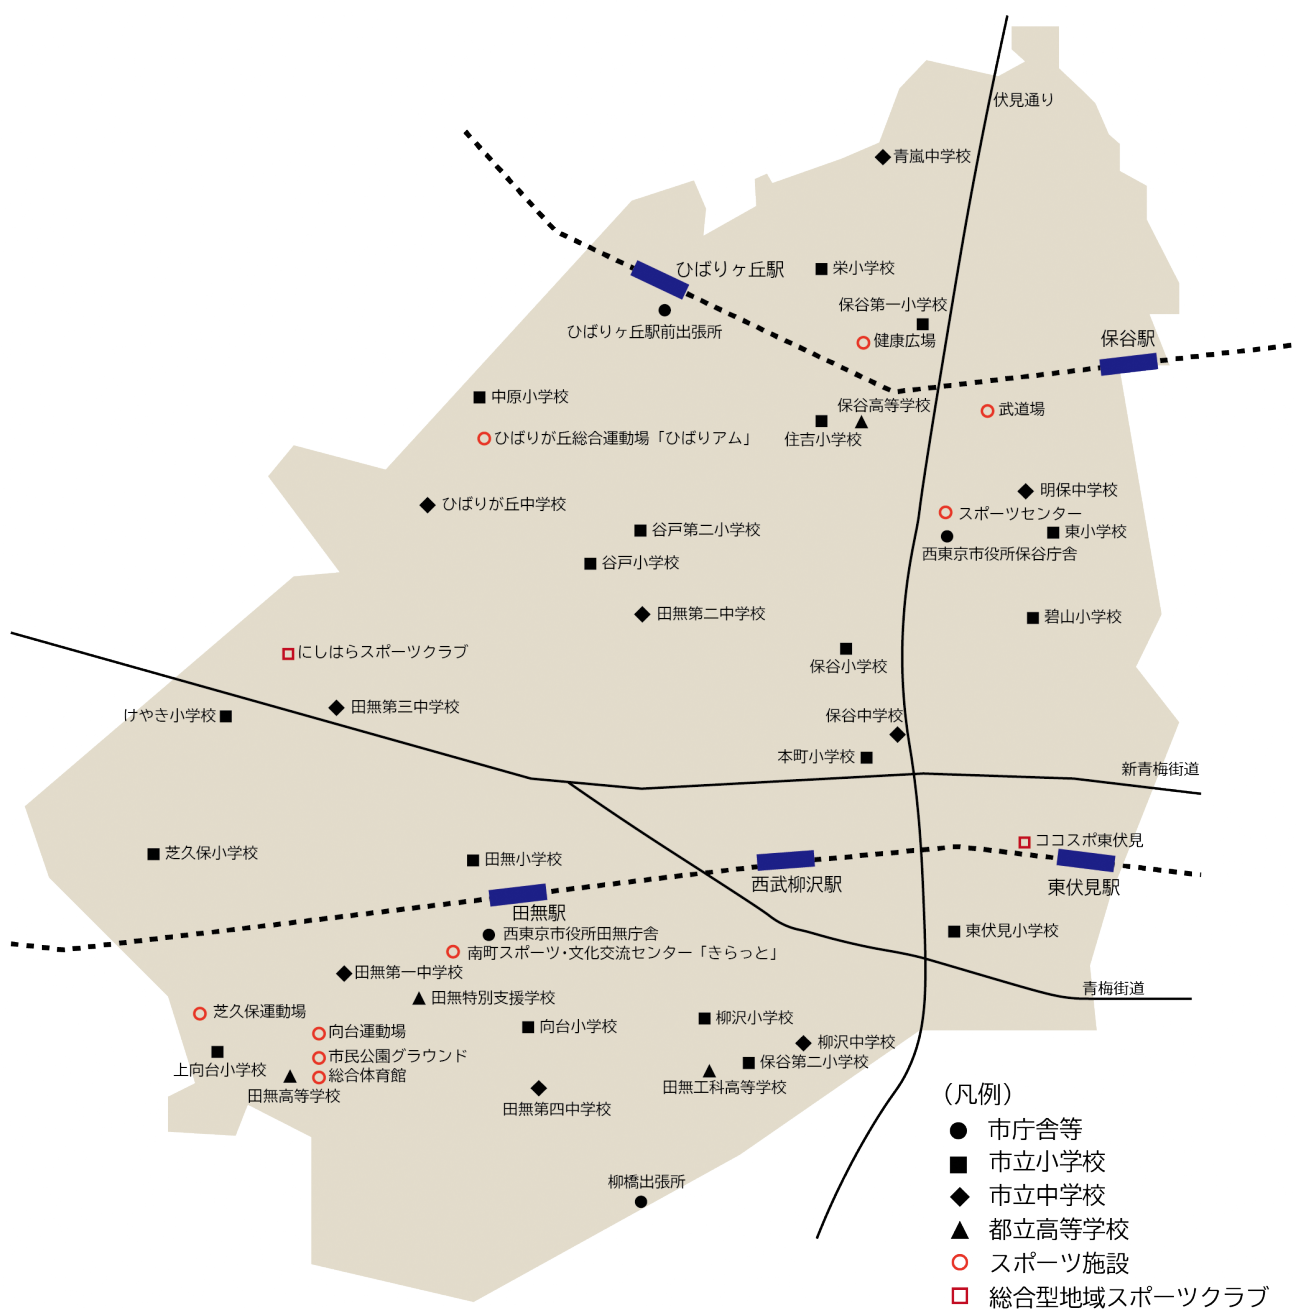 伏見通り
青嵐中学校
ひばりヶ丘駅
栄小学校
保谷第一小学校
ひばりヶ丘駅前出張所
健康広場
保谷駅
中原小学校
保谷高等学校
武道場
ひばりが丘総合運動場「ひばりアム」
住吉小学校
明保中学校
ひばりが丘中学校
スポーツセンター
谷戸第二小学校
東小学校
西東京市役所保谷庁舎
谷戸小学校
田無第二中学校
碧山小学校
にしはらスポーツクラブ
保谷小学校
田無第三中学校
けやき小学校
保谷中学校
本町小学校
新青梅街道
ココスポ東伏見
芝久保小学校
田無小学校
西武柳沢駅
東伏見駅
田無駅
西東京市役所田無庁舎
東伏見小学校
南町スポーツ・文化交流センター「きらっと」
田無第一中学校
青梅街道
田無特別支援学校
芝久保運動場
柳沢小学校
向台小学校
向台運動場
柳沢中学校
市民公園グラウンド
保谷第二小学校
上向台小学校
総合体育館
田無工科高等学校
田無高等学校
田無第四中学校
柳橋出張所
（凡例）
市庁舎等
市立小学校
市立中学校
都立高等学校
スポーツ施設
総合型地域スポーツクラブ